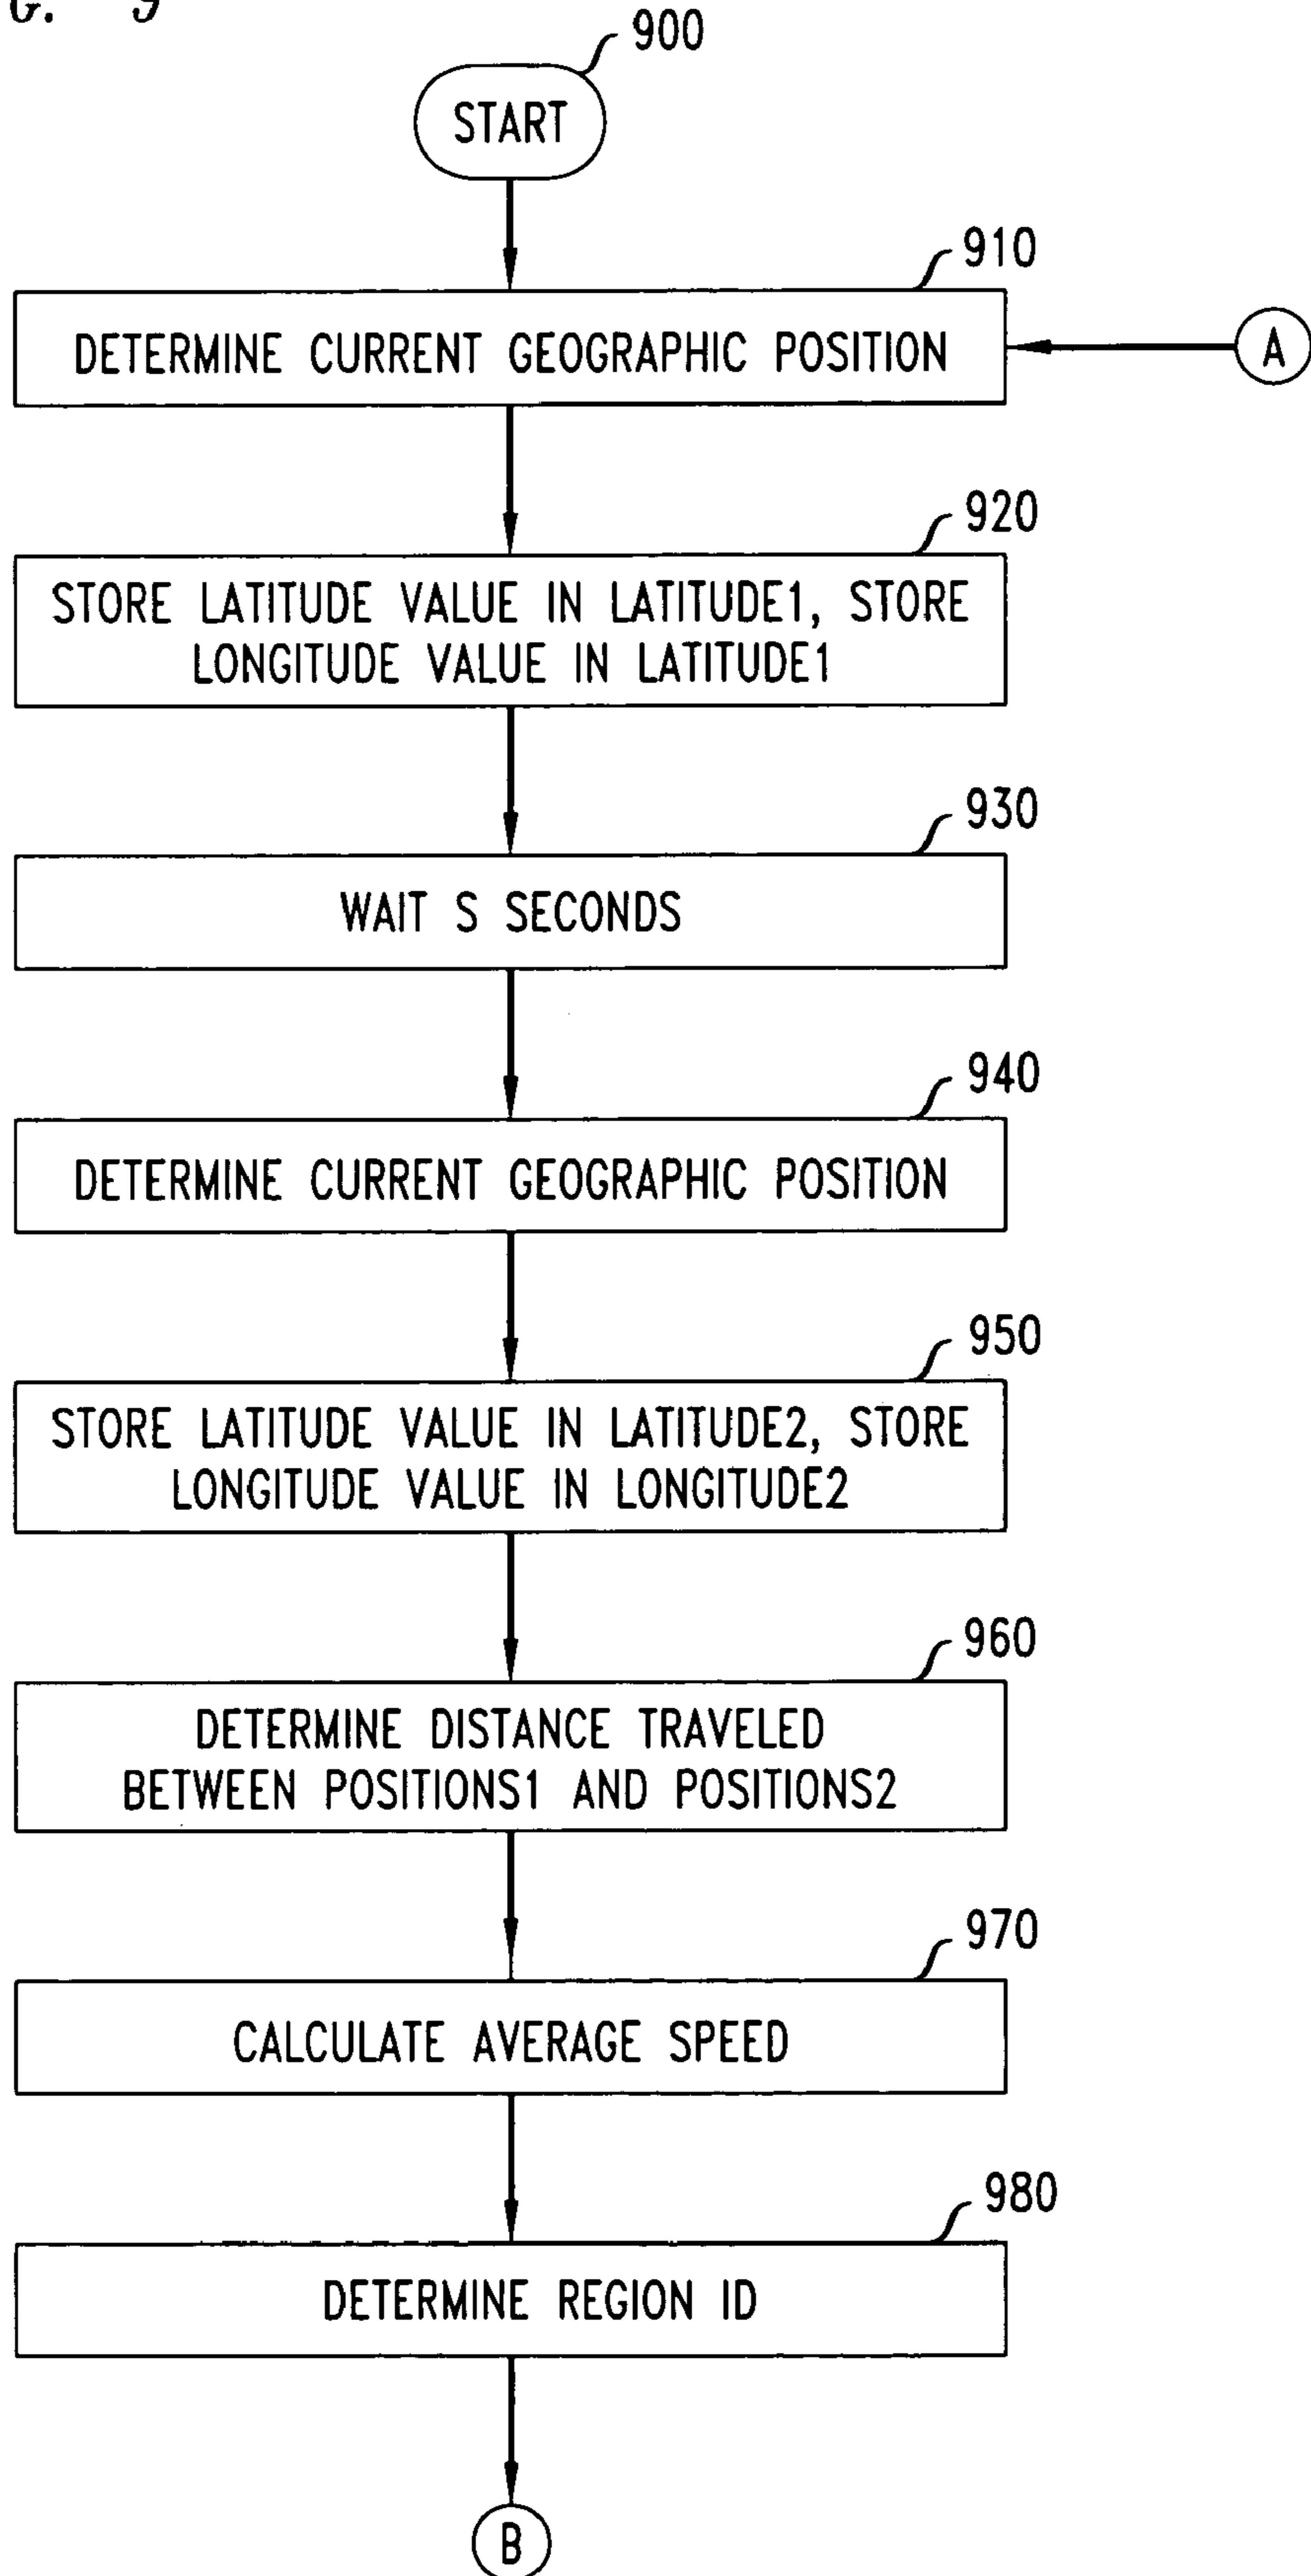 G. 9
900
START
910
DETERMINE CURRENT GEOGRAPHIC POSITION
A
920
STORE LATITUDE VALUE IN LATITUDE1, STORE
LONGITUDE VALUE IN LATITUDE1
930
WAIT S SECONDS
940
DETERMINE CURRENT GEOGRAPHIC POSITION
950
STORE LATITUDE VALUE IN LATITUDE2, STORE
LONGITUDE VALUE IN LONGITUDE2
960
DETERMINE DISTANCE TRAVELED
BETWEEN POSITIONS1 AND POSITIONS2
970
CALCULATE AVERAGE SPEED
980
DETERMINE REGION ID
B